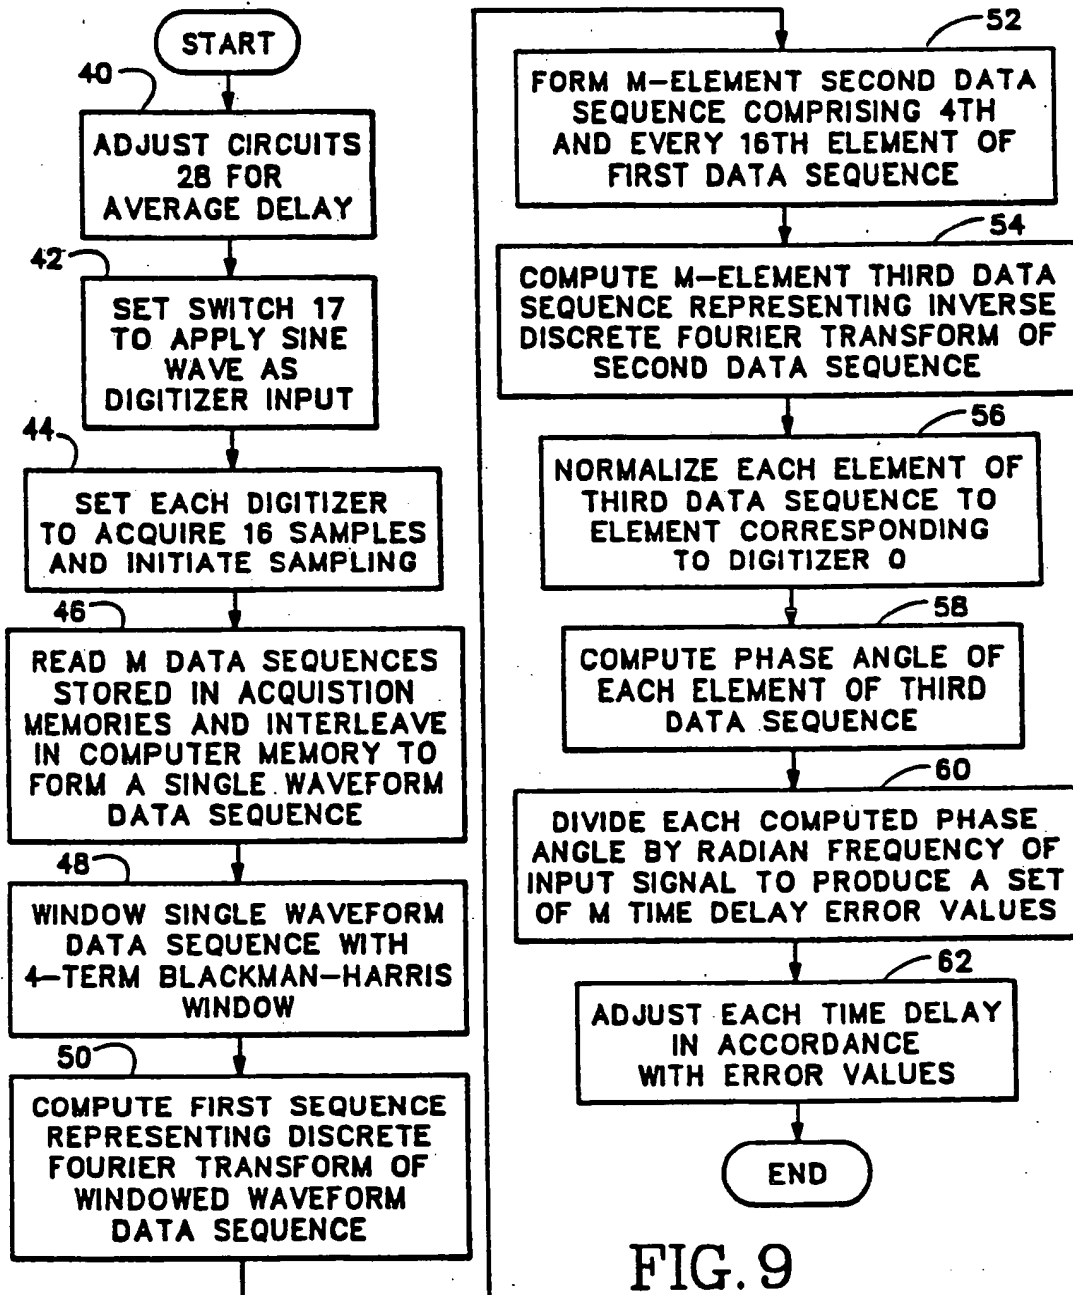 START
40
ADJUST CIRCUITS
28 FOR
AVERAGE DELAY
42
SET SWITCH 17
TO APPLY SINE
WAVE AS
DIGITIZER INPUT
44
SET EACH DIGITIZER
TO ACQUIRE 16 SAMPLES
AND INITIATE SAMPLING
46
READ M DATA SEQUENCES
STORED IN ACQUISTION
MEMORIES AND INTERLEAVE
IN COMPUTER MEMORY TO
FORM A SINGLE WAVEFORM
DATA SEQUENCE
48
WINDOW SINGLE WAVEFORM
DATA SEQUENCE WITH
4-TERM BLACKMAN-HARRIS
WINDOW
50
COMPUTE FIRST SEQUENCE
REPRESENTING DISCRETE
FOURIER TRANSFORM OF
WINDOWED WAVEFORM
DATA SEQUENCE
52
FORM M-ELEMENT SECOND DATA
SEQUENCE COMPRISING 4TH
AND EVERY 16TH ELEMENT OF
FIRST DATA SEQUENCE
54
COMPUTE M-ELEMENT THIRD DATA
SEQUENCE REPRESENTING INVERSE
DISCRETE FOURIER TRANSFORM OF
SECOND DATA SEQUENCE
56
NORMALIZE EACH ELEMENT OF
THIRD DATA SEQUENCE TO
ELEMENT CORRESPONDING
TO DIGITIZER 0
58
COMPUTE PHASE ANGLE OF
EACH ELEMENT OF THIRD
DATA SEQUENCE
60
DIVIDE EACH COMPUTED PHASE
ANGLE BY RADIAN FREQUENCY OF
INPUT SIGNAL TO PRODUCE A SET
OF M TIME DELAY ERROR VALUES
62
ADJUST EACH TIME DELAY
IN ACCORDANCE
WITH ERROR VALUES
END
FIG. 9